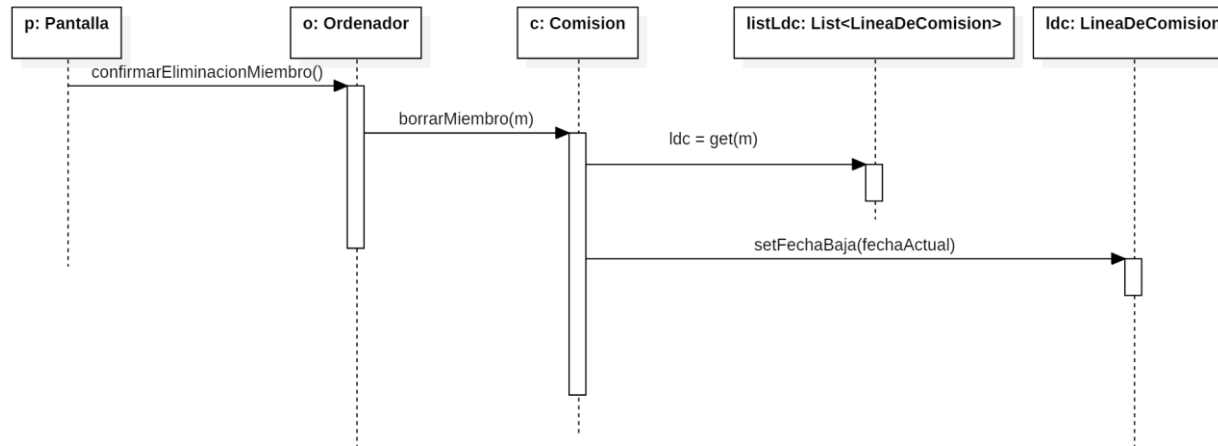 p: Pantalla
o: Ordenador
c: Comision
listLdc: List<LineaDeComision>
ldc: LineaDeComision
confirmarEliminacionMiembro()
borrarMiembro(m)
ldc = get(m)
setFechaBaja(fechaActual)